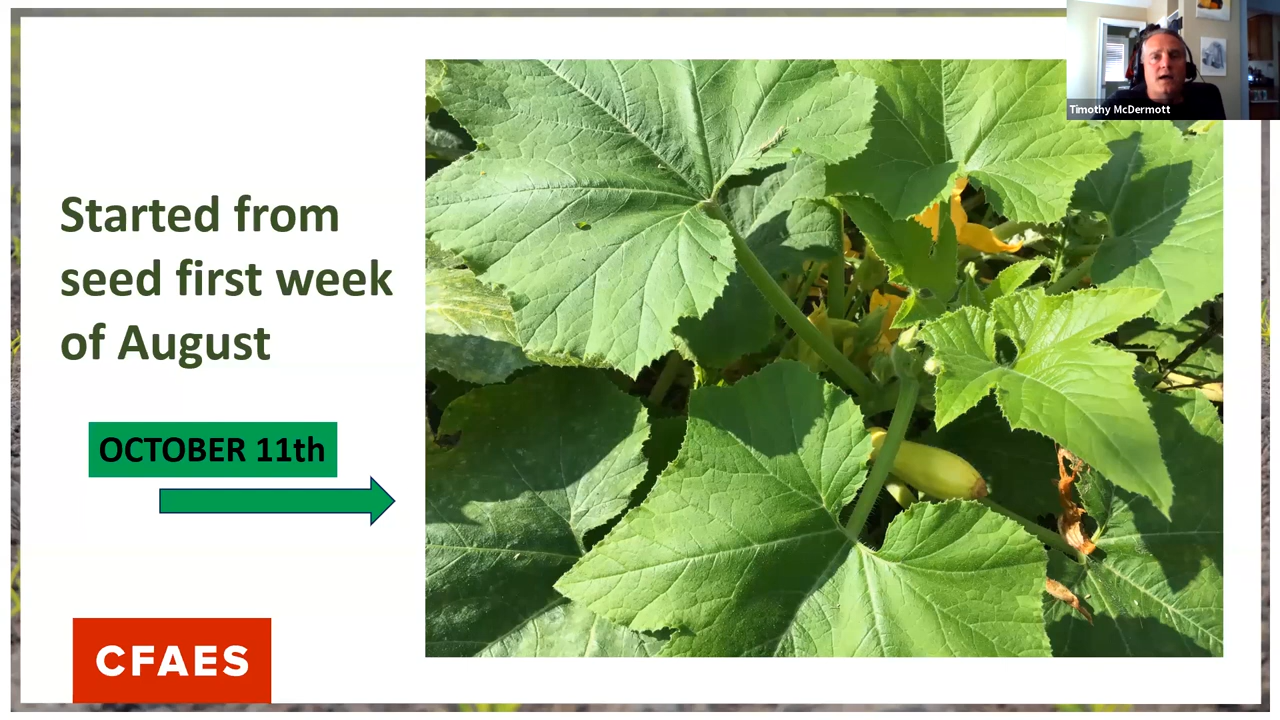 Timothy McDermott
Started from
seed first week
of August
OCTOBER 11th
CFAES